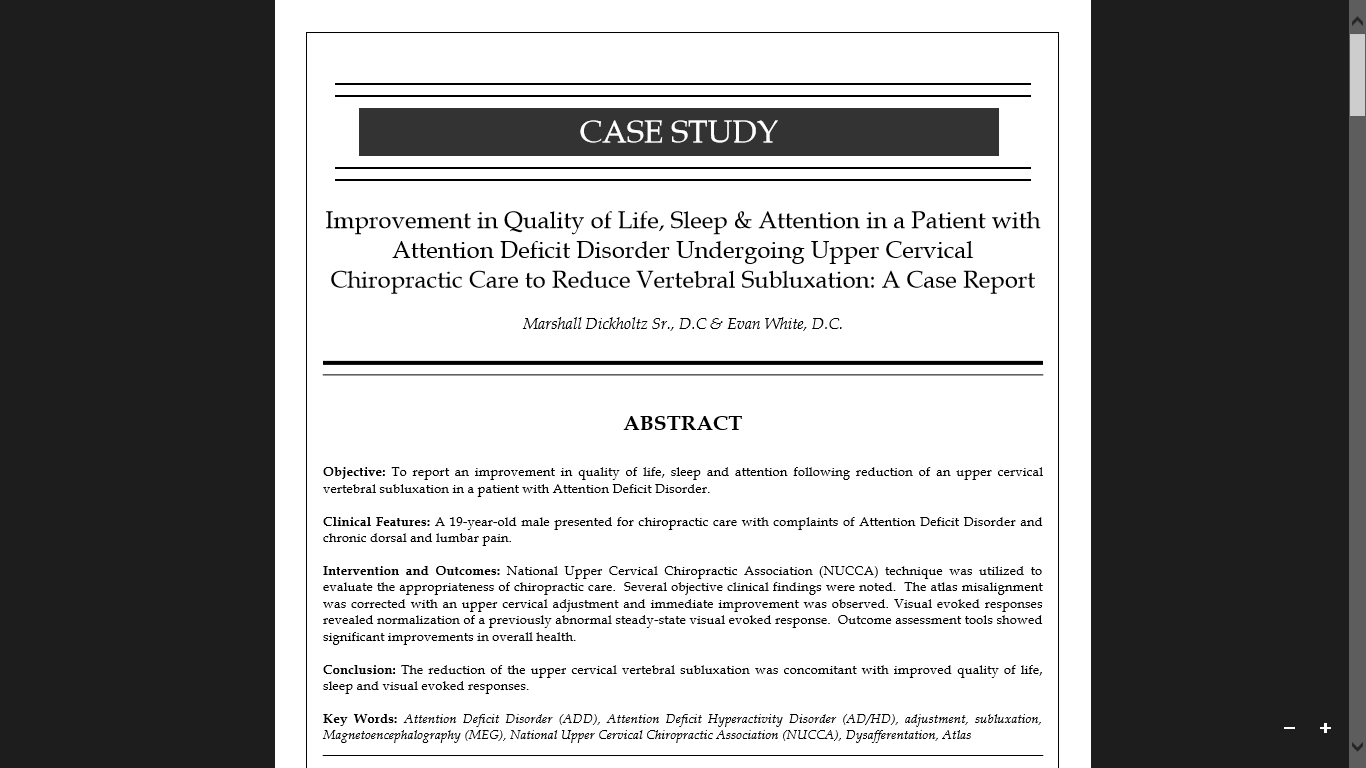 CASE STUDY
Improvement in Quality of Life, Sleep & Attention in a Patient with
Attention Deficit Disorder Undergoing Upper Cervical
Chiropractic Care to Reduce Vertebral Subluxation: A Case Report
Marshall Dickholtz Sr., D.C & Evan White, D.C.
ABSTRACT
Objective: To report an improvement in quality of life, sleep and attention following reduction of an upper cervical
vertebral subluxation in a patient with Attention Deficit Disorder.
Clinical Features: A 19-year-old male presented for chiropractic care with complaints of Attention Deficit Disorder and
chronic dorsal and lumbar pain.
Intervention and Outcomes: National Upper Cervical Chiropractic Association (NUCCA) technique was utilized to
evaluate the appropriateness of chiropractic care. Several objective clinical findings were noted. The atlas misalignment
was corrected with an upper cervical adjustment and immediate improvement was observed. Visual evoked responses
revealed normalization of a previously abnormal steady-state visual evoked response. Outcome assessment tools showed
significant improvements in overall health.
Conclusion: The reduction of the upper cervical vertebral subluxation was concomitant with improved quality of life,
sleep and visual evoked responses.
Key Words: Attention Deficit Disorder (ADD), Attention Deficit Hyperactivity Disorder (AD/HD), adjustment, subluxation,
Magnetoencephalography (MEG), National Upper Cervical Chiropractic Association (NUCCA), Dysafferentation, Atlas